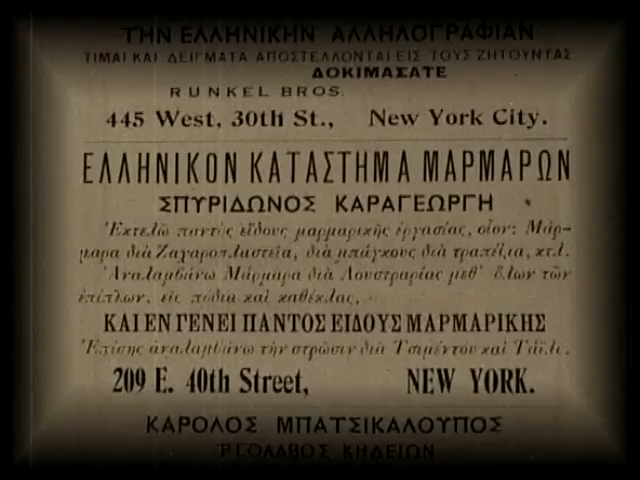 ΤΗΝ ΕΛΛΗΝΙΚΗΝ ΑΛΛΗΛΟΓΡΑΦΙΑΝ
ΤΙΜΑΙ ΚΑΙ ΔΕΙΓΜΑΤΑ ΑΠΟΣΤΕΛΛΟΝΤΑΙ ΕΙΣ ΤΟΥΣ ΖΗΤΟΥΝΤΑΣ
ΔΟΚΙΜΑΣΑΤΕ
RUNKEL BROS.
445 West, 30th St., New York City.
ΕΛΛΗΝΙΚΟΝ ΚΑΤΑΣΤΗΜΑ ΜΑΡΜΑΡΩΝ
ΣΠΥΡΙΔΩΝΟΣ ΚΑΡΑΓΕΩΡΓΗ
Ἐκτελῶ παντὸς εἴδους μαρμαρικῆς ἐργασίας, οἷον: Μάρ-
μαρα διὰ Ζαχαροπλαστεῖα, διὰ μπάγκους διὰ τραπέζια, κτλ.
Ἀναλαμβάνω Μάρμαρα διὰ Λουστραρίας μεθ' ὅλων τῶν
ἐπίπλων, εἰς ποδια καὶ καθέκλας,
ΚΑΙ ΕΝ ΓΕΝΕΙ ΠΑΝΤΟΣ ΕΙΔΟΥΣ ΜΑΡΜΑΡΙΚΗΣ
Ἐπίσης ἀναλαμβάνω τὴν στρῶσιν διὰ Τσιμέντου καὶ Τάϊλς.
209 E. 40th Street, NEW YORK.
ΚΑΡΟΛΟΣ ΜΠΑΤΣΙΚΑΛΟΥΠΟΣ
ΕΡΓΟΛΑΒΟΣ ΚΗΔΕΙΩΝ